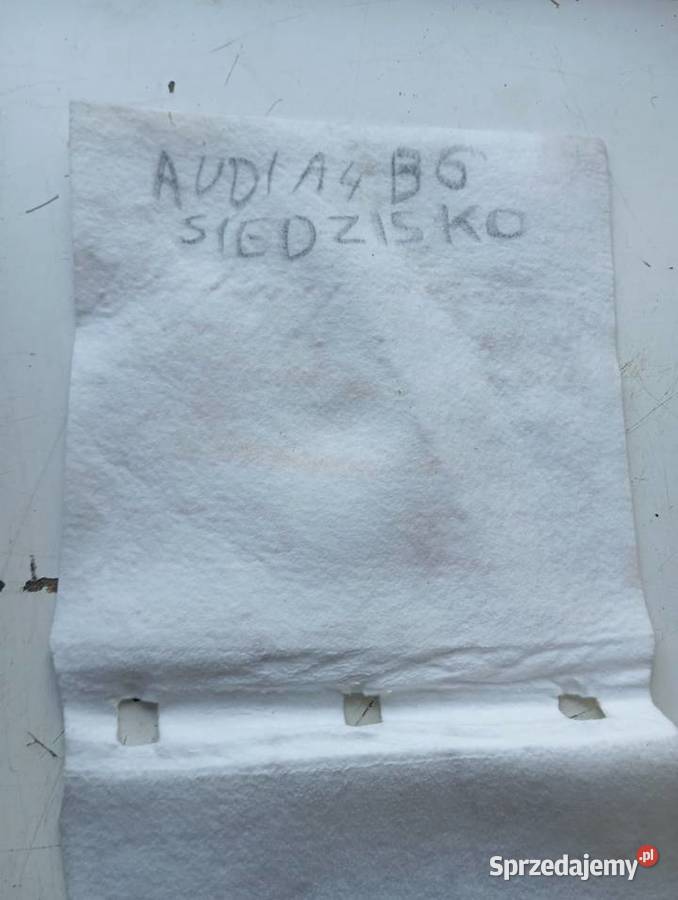 AUDI A4 B6
SIEDZISKO
Sprzedajemy.pl